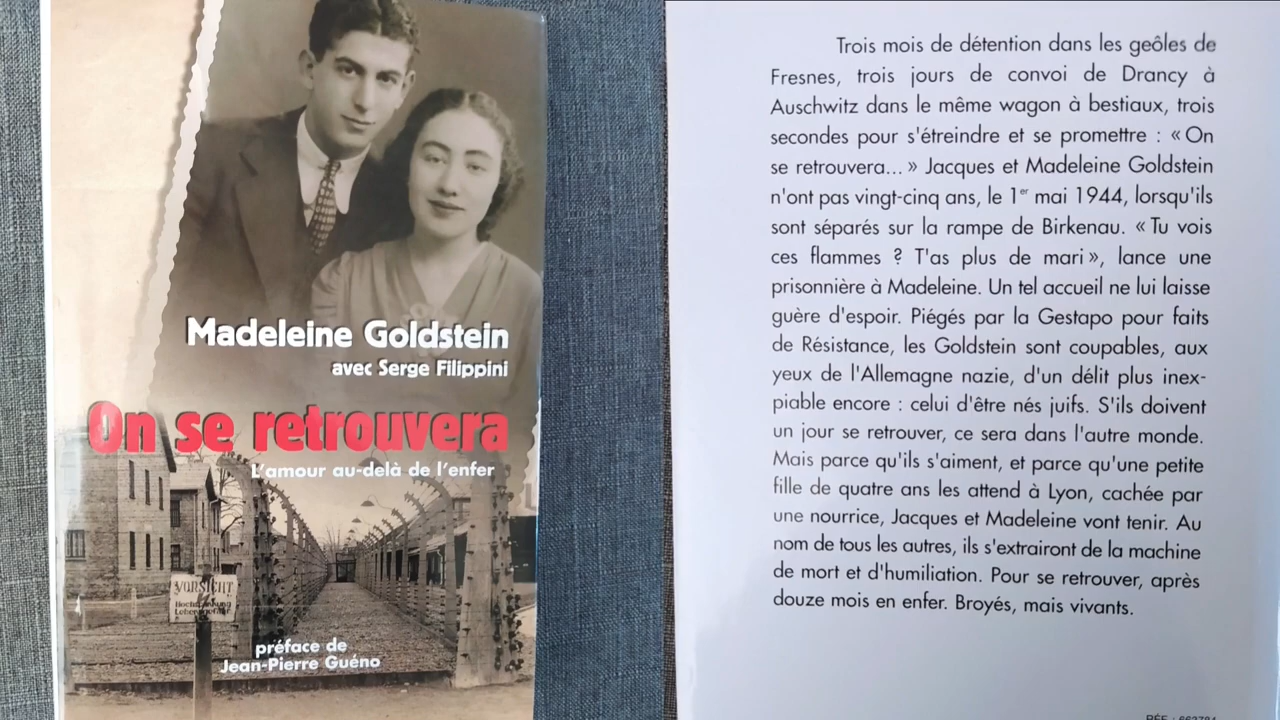 Madeleine Goldstein
avec Serge Filippini
On se retrouvera
L'amour au-delà de l'enfer
VORSICHT
préface de
Jean-Pierre Guéno
Trois mois de détention dans les geôles de
Fresnes, trois jours de convoi de Drancy à
Auschwitz dans le même wagon à bestiaux, trois
secondes pour s'étreindre et se promettre : « On
se retrouvera... » Jacques et Madeleine Goldstein
n'ont pas vingt-cinq ans, le 1er mai 1944, lorsqu'ils
sont séparés sur la rampe de Birkenau. « Tu vois
ces flammes ? T'as plus de mari », lance une
prisonnière à Madeleine. Un tel accueil ne lui laisse
guère d'espoir. Piégés par la Gestapo pour faits
de Résistance, les Goldstein sont coupables, aux
yeux de l'Allemagne nazie, d'un délit plus inex-
piable encore : celui d'être nés juifs. S'ils doivent
un jour se retrouver, ce sera dans l'autre monde.
Mais parce qu'ils s'aiment, et parce qu'une petite
fille de quatre ans les attend à Lyon, cachée par
une nourrice, Jacques et Madeleine vont tenir. Au
nom de tous les autres, ils s'extrairont de la machine
de mort et d'humiliation. Pour se retrouver, après
douze mois en enfer. Broyés, mais vivants.